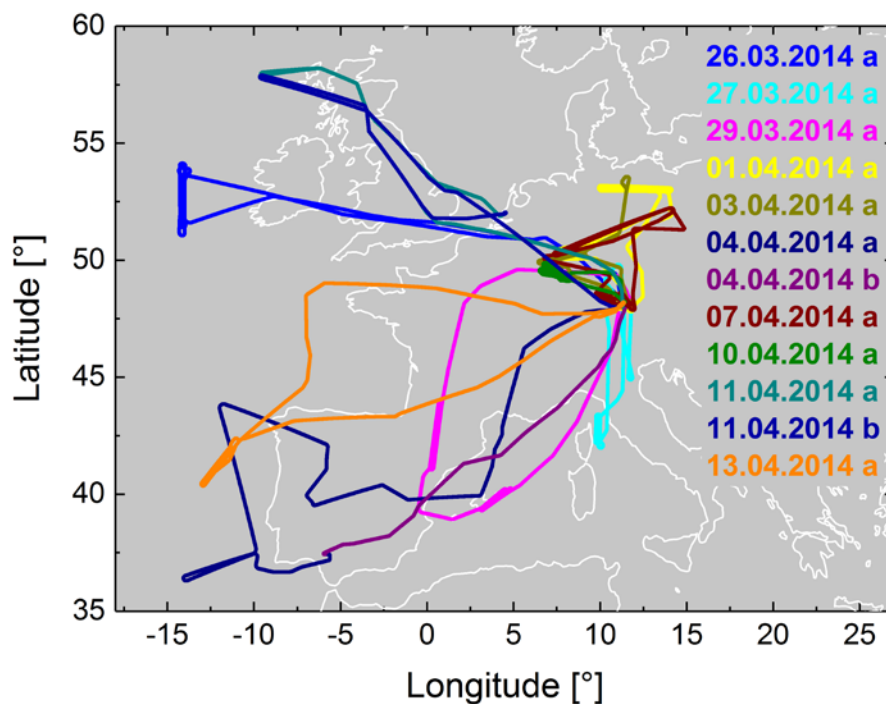 60
55
50
45
40
35
Latitude [°]
-15 -10 -5 0 5 10 15 20 25
Longitude [°]
26.03.2014 a
27.03.2014 a
29.03.2014 a
01.04.2014 a
03.04.2014 a
04.04.2014 a
04.04.2014 b
07.04.2014 a
10.04.2014 a
11.04.2014 a
11.04.2014 b
13.04.2014 a